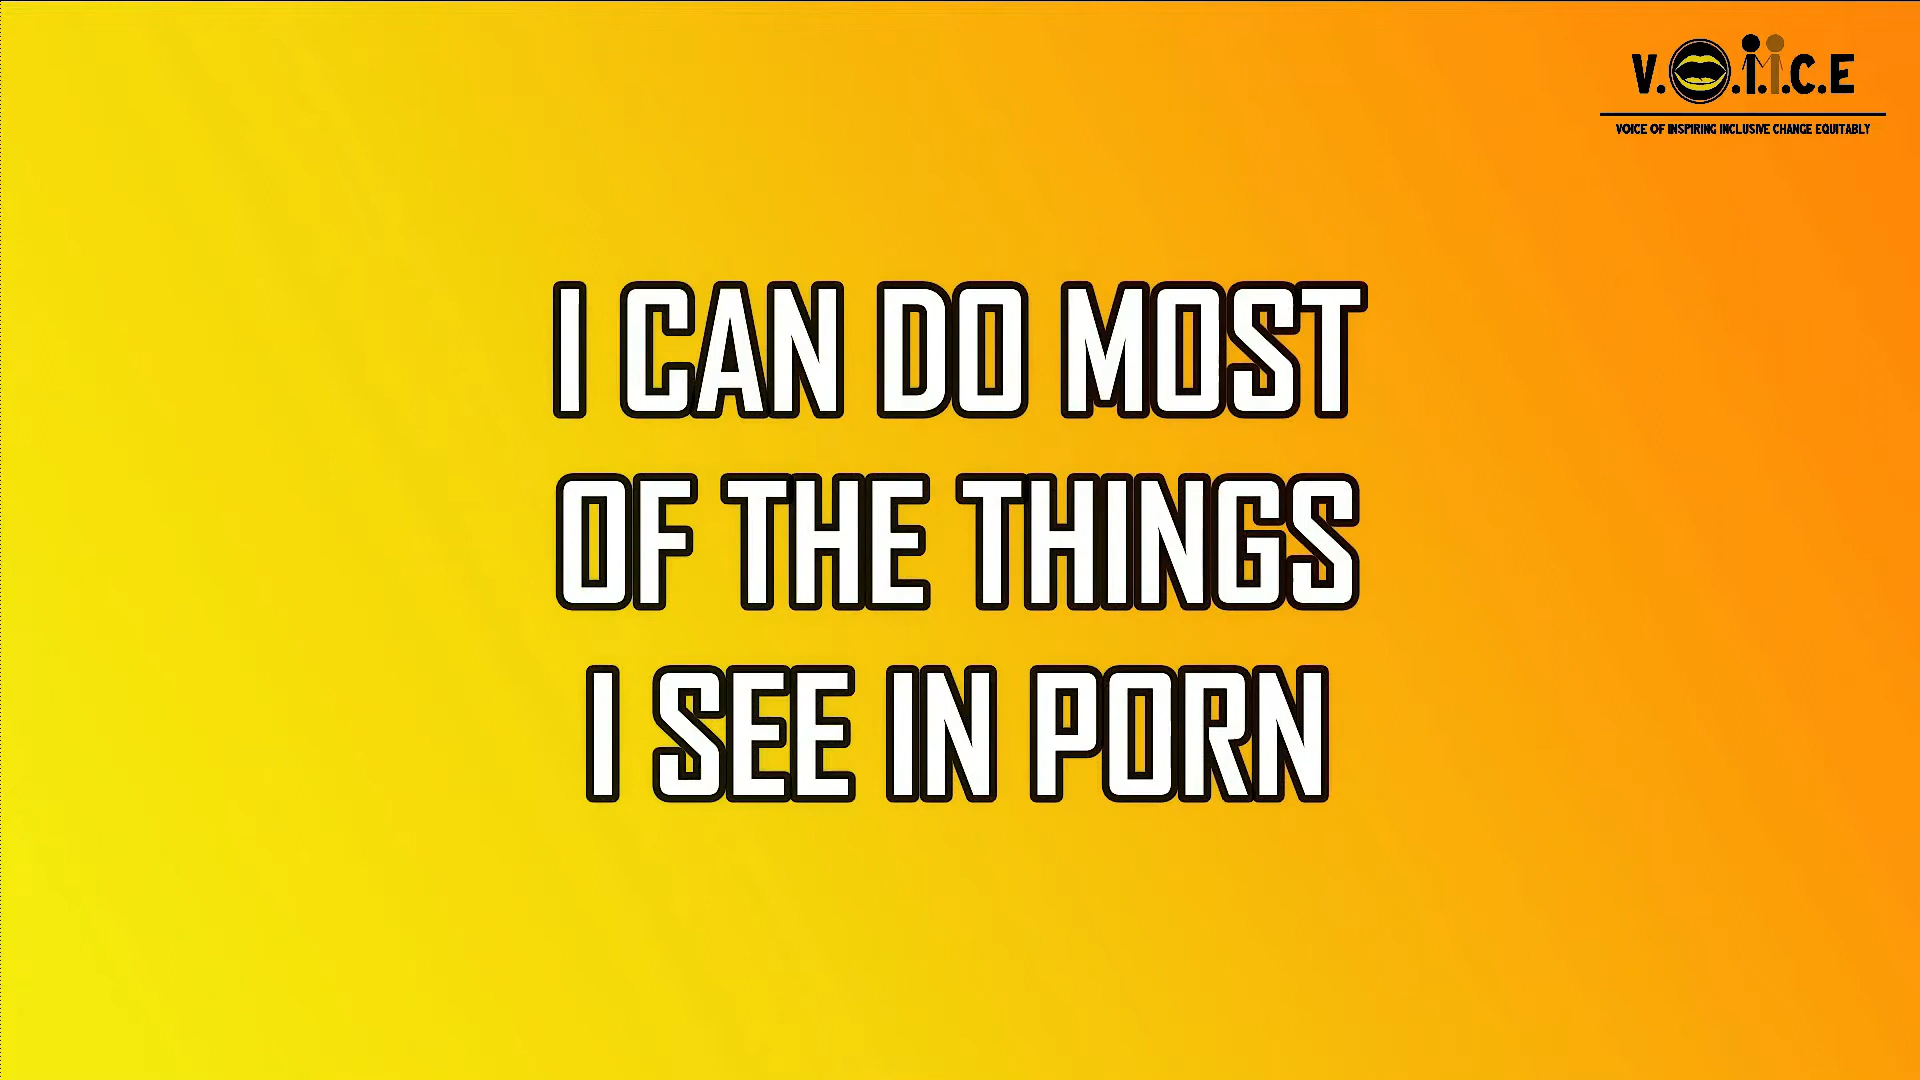 V.O.I.I.C.E
VOICE OF INSPIRING INCLUSIVE CHANGE EQUITABLY
I CAN DO MOST
OF THE THINGS
I SEE IN PORN